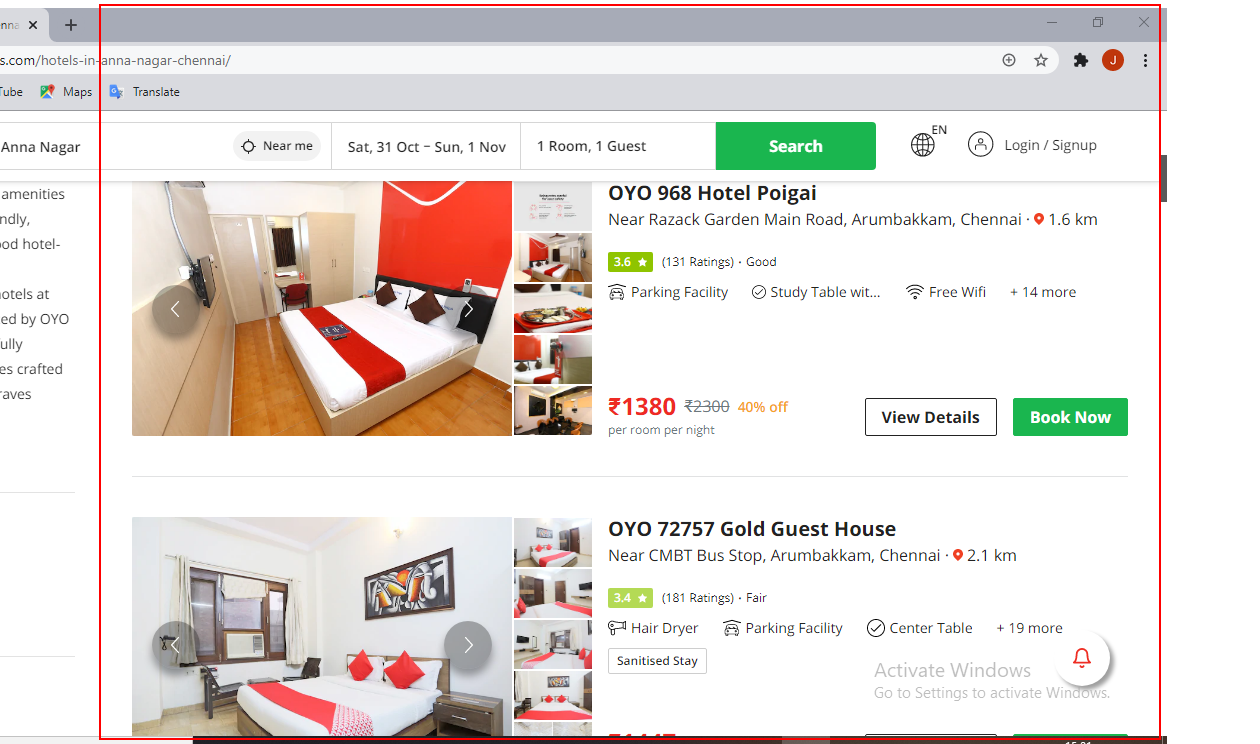 s.com/hotels-in-anna-nagar-chennai/
J
Tube Maps Translate
Anna Nagar Near me Sat, 31 Oct – Sun, 1 Nov 1 Room, 1 Guest Search EN Login / Signup
amenities
ndly,
ood hotel-
hotels at
ed by OYO
ully
es crafted
raves
OYO 968 Hotel Poigai
Near Razack Garden Main Road, Arumbakkam, Chennai · 1.6 km
3.6 ★ (131 Ratings) · Good
Parking Facility Study Table wit... Free Wifi + 14 more
₹1380 ₹2300 40% off
per room per night
View Details Book Now
OYO 72757 Gold Guest House
Near CMBT Bus Stop, Arumbakkam, Chennai · 2.1 km
3.4 ★ (181 Ratings) · Fair
Hair Dryer Parking Facility Center Table + 19 more
Sanitised Stay
Activate Windows
Go to Settings to activate Windows.